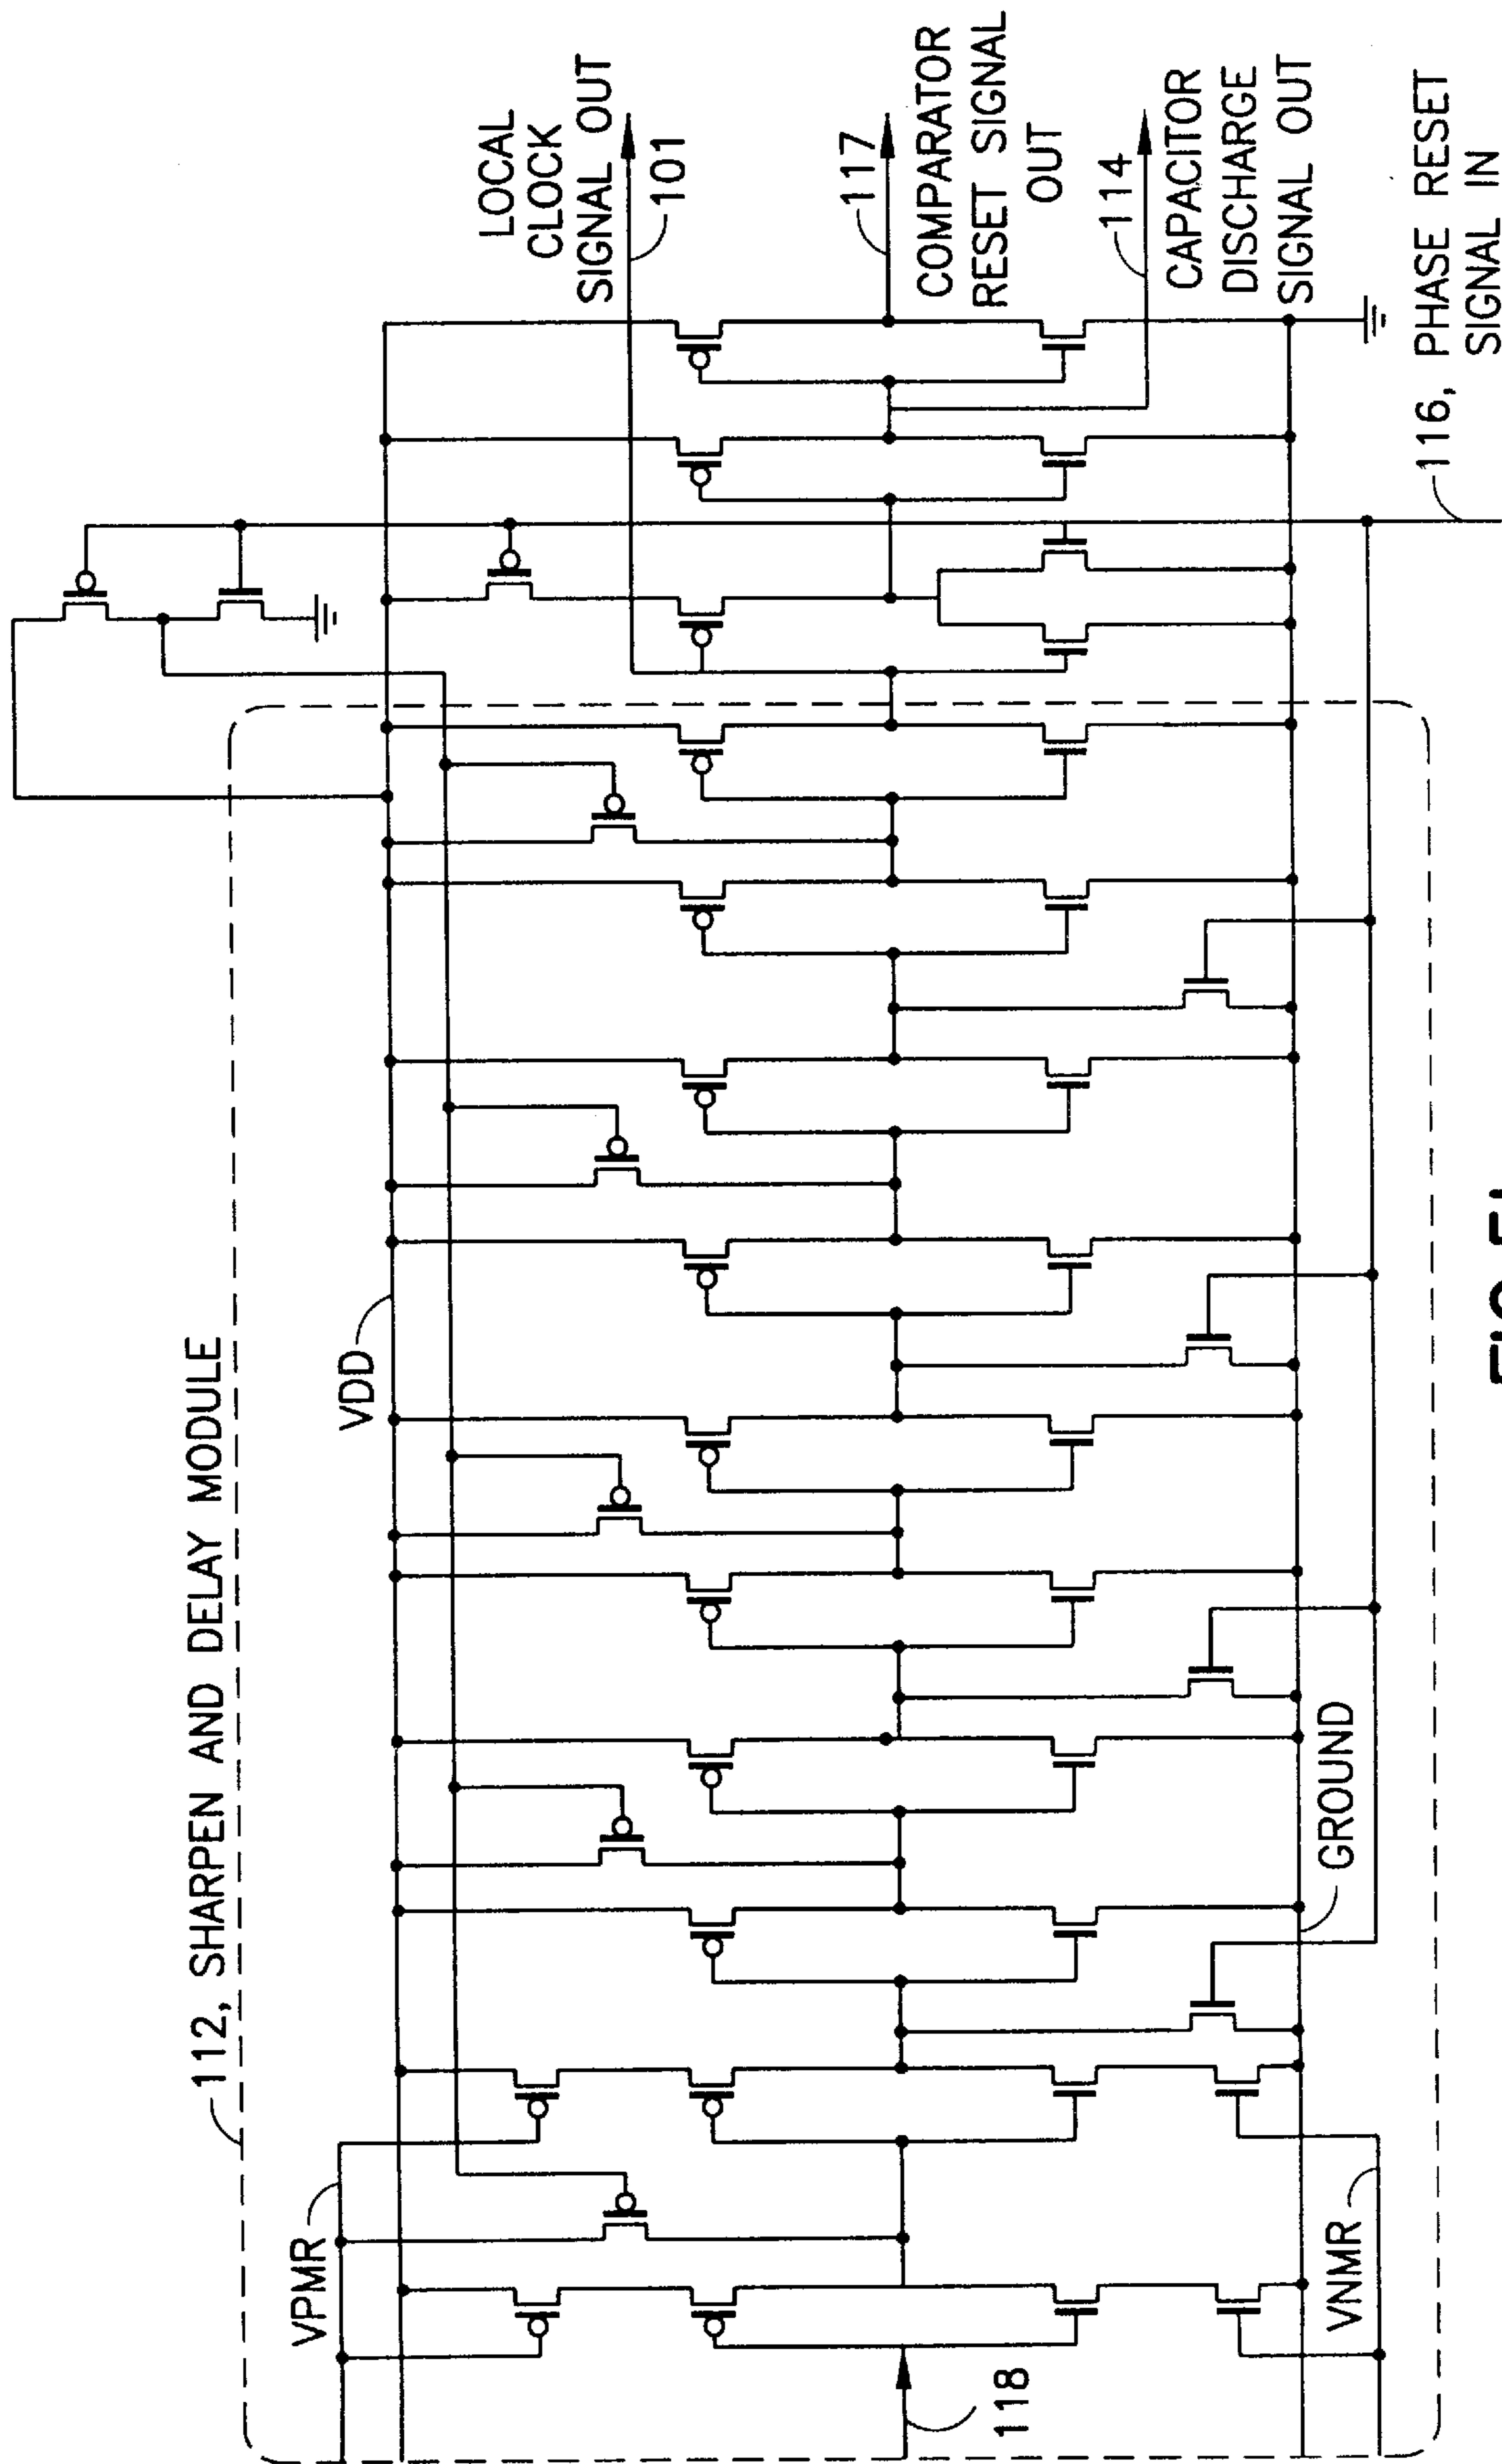 112, SHARPEN AND DELAY MODULE
VPMR
VDD
118
VNMR
GROUND
LOCAL
CLOCK
SIGNAL OUT
101
117
COMPARATOR
RESET SIGNAL
OUT
114
CAPACITOR
DISCHARGE
SIGNAL OUT
116, PHASE RESET
SIGNAL IN